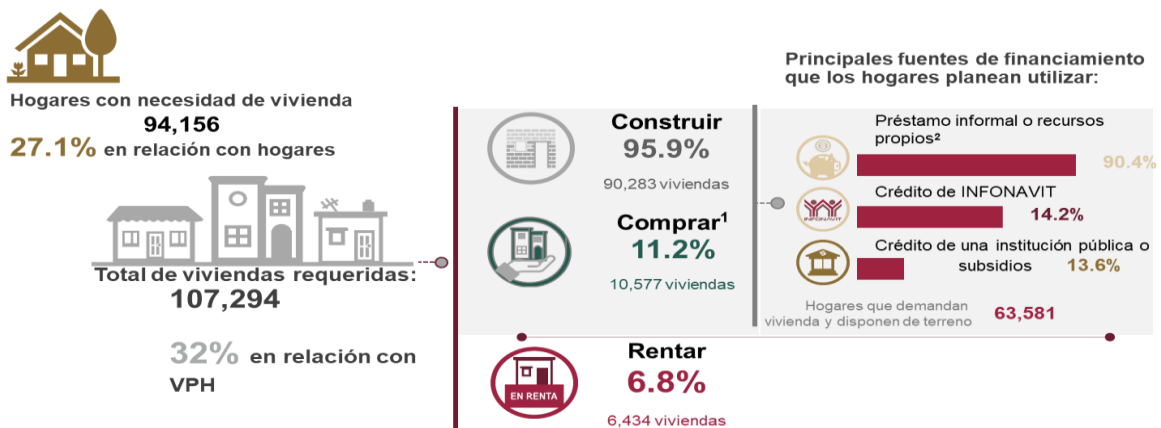 Hogares con necesidad de vivienda
94,156
27.1% en relación con hogares
Total de viviendas requeridas:
107,294
32% en relación con
VPH
Construir
95.9%
90,283 viviendas
Comprar¹
11.2%
10,577 viviendas
EN RENTA
Rentar
6.8%
6,434 viviendas
Principales fuentes de financiamiento
que los hogares planean utilizar:
Préstamo informal o recursos
propios²
90.4%
INFONAVIT
Crédito de INFONAVIT
14.2%
Crédito de una institución pública o
subsidios 13.6%
Hogares que demandan
vivienda y disponen de terreno 63,581